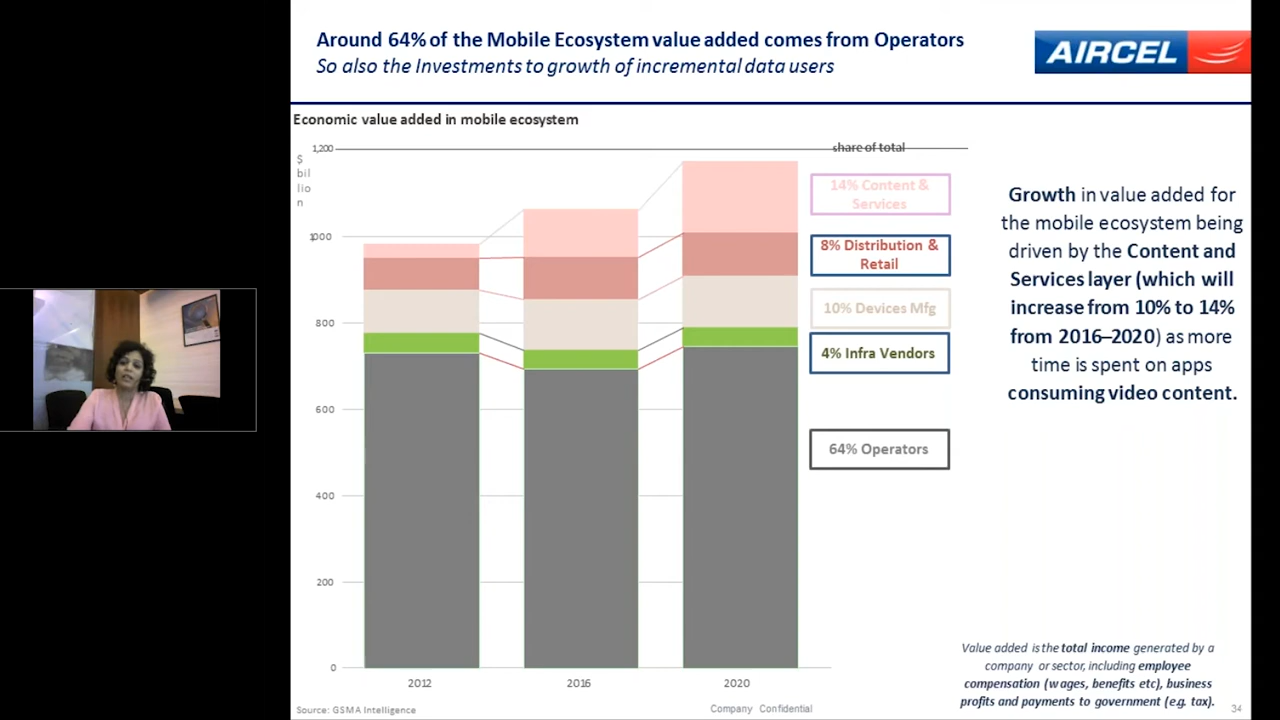 Around 64% of the Mobile Ecosystem value added comes from Operators
So also the Investments to growth of incremental data users
AIRCEL
Economic value added in mobile ecosystem
$
bil
lio
n
1,200
share of total
1000
800
600
400
200
0
14% Content &
Services
8% Distribution &
Retail
10% Devices Mfg
4% Infra Vendors
64% Operators
Growth in value added for
the mobile ecosystem being
driven by the Content and
Services layer (which will
increase from 10% to 14%
from 2016–2020) as more
time is spent on apps
consuming video content.
2012
2016
2020
Value added is the total income generated by a
company or sector, including employee
compensation (wages, benefits etc), business
profits and payments to government (e.g. tax).
Source: GSMA Intelligence
Company Confidential
34